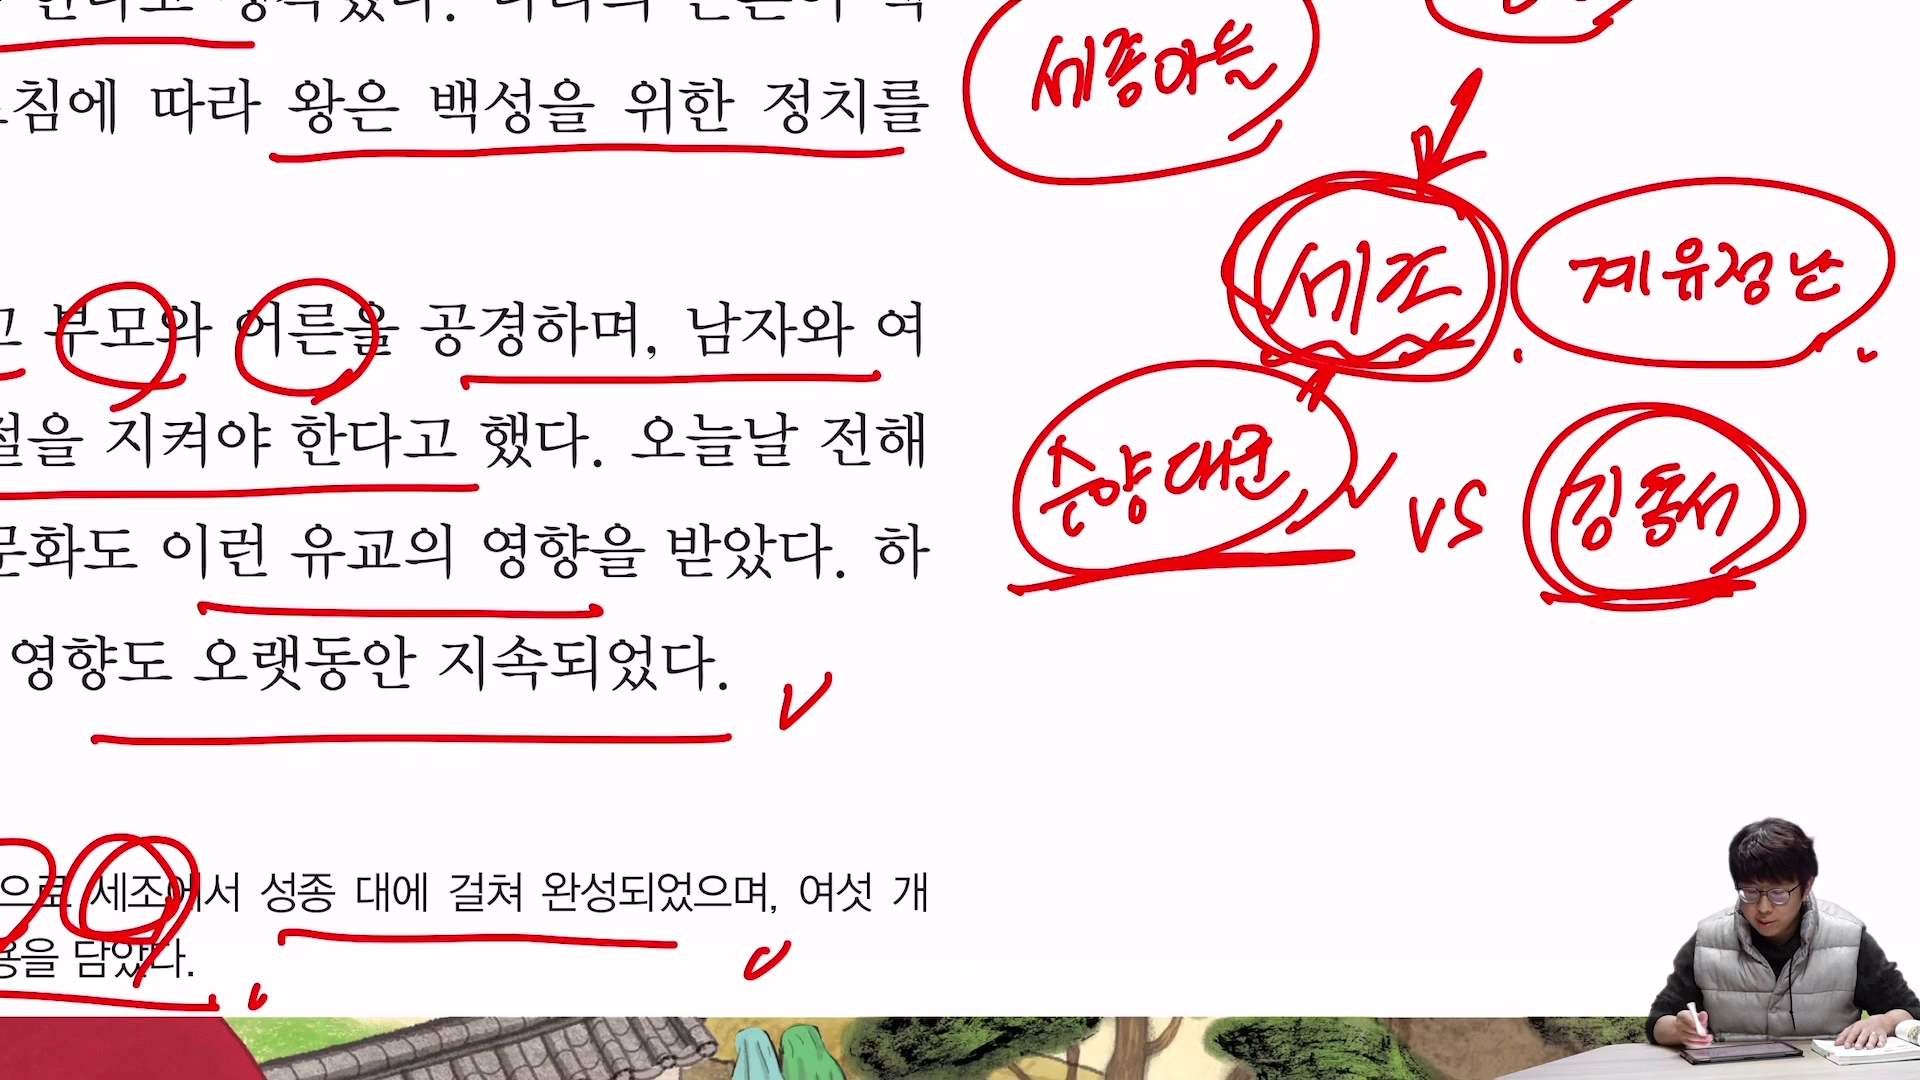 침에 따라 왕은 백성을 위한 정치를
부모와 어른을 공경하며, 남자와 여
절을 지켜야 한다고 했다. 오늘날 전해
문화도 이런 유교의 영향을 받았다. 하
영향도 오랫동안 지속되었다.
으로 세조에서 성종 대에 걸쳐 완성되었으며, 여섯 개
용을 담았다.
세종아들
세조
계유정난
수양대군
vs
김종서